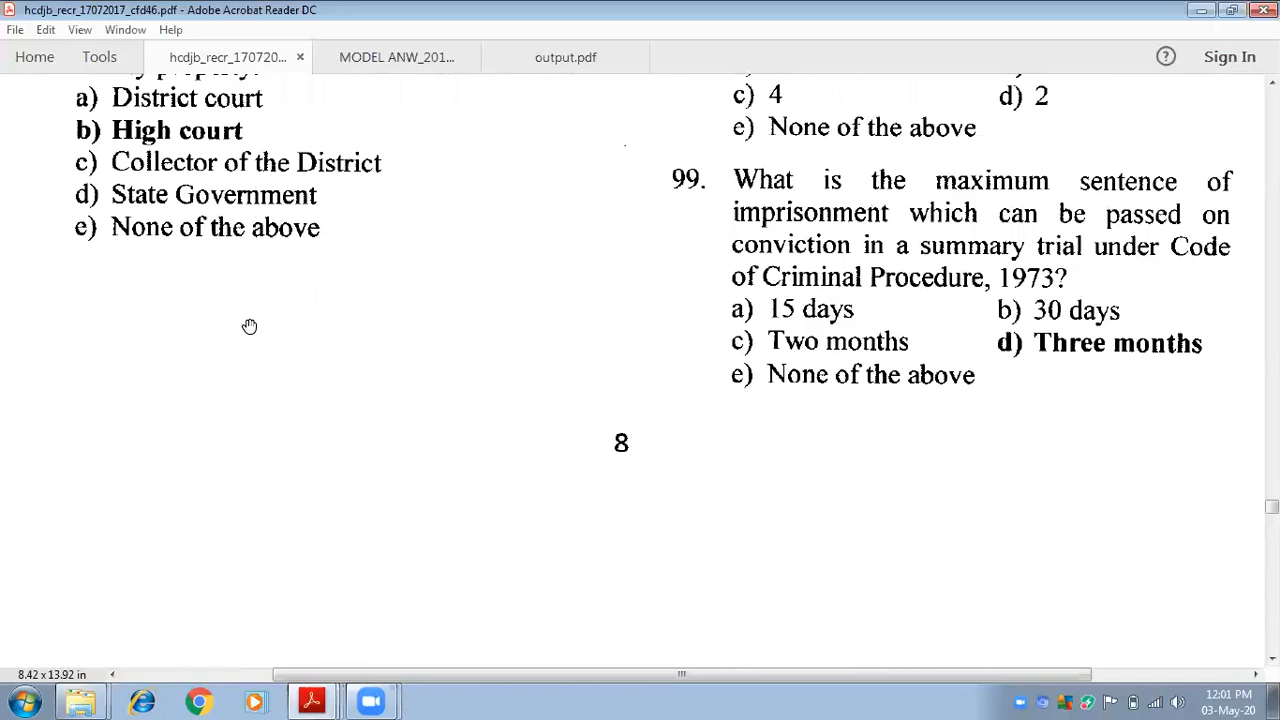 hcdjb_recr_17072017_cfd46.pdf - Adobe Acrobat Reader DC
File Edit View Window Help
Home Tools hcdjb_recr_170720... × MODEL ANW_201... output.pdf ? Sign In
a) District court
b) High court
c) Collector of the District
d) State Government
e) None of the above
c) 4 d) 2
e) None of the above
99. What is the maximum sentence of
imprisonment which can be passed on
conviction in a summary trial under Code
of Criminal Procedure, 1973?
a) 15 days b) 30 days
c) Two months d) Three months
e) None of the above
8
8.42 x 13.92 in
12:01 PM
03-May-20